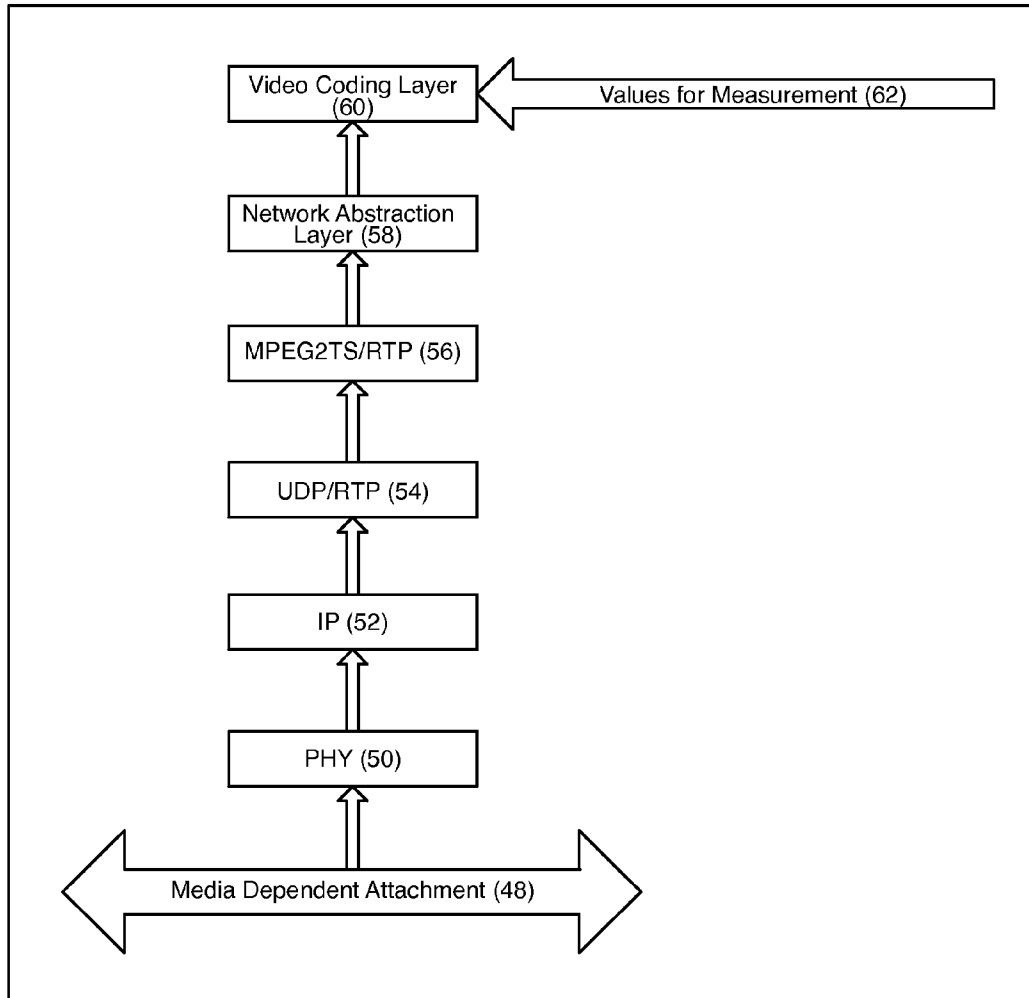 Video Coding Layer
(60)
Values for Measurement (62)
Network Abstraction
Layer (58)
MPEG2TS/RTP (56)
UDP/RTP (54)
IP (52)
PHY (50)
Media Dependent Attachment (48)